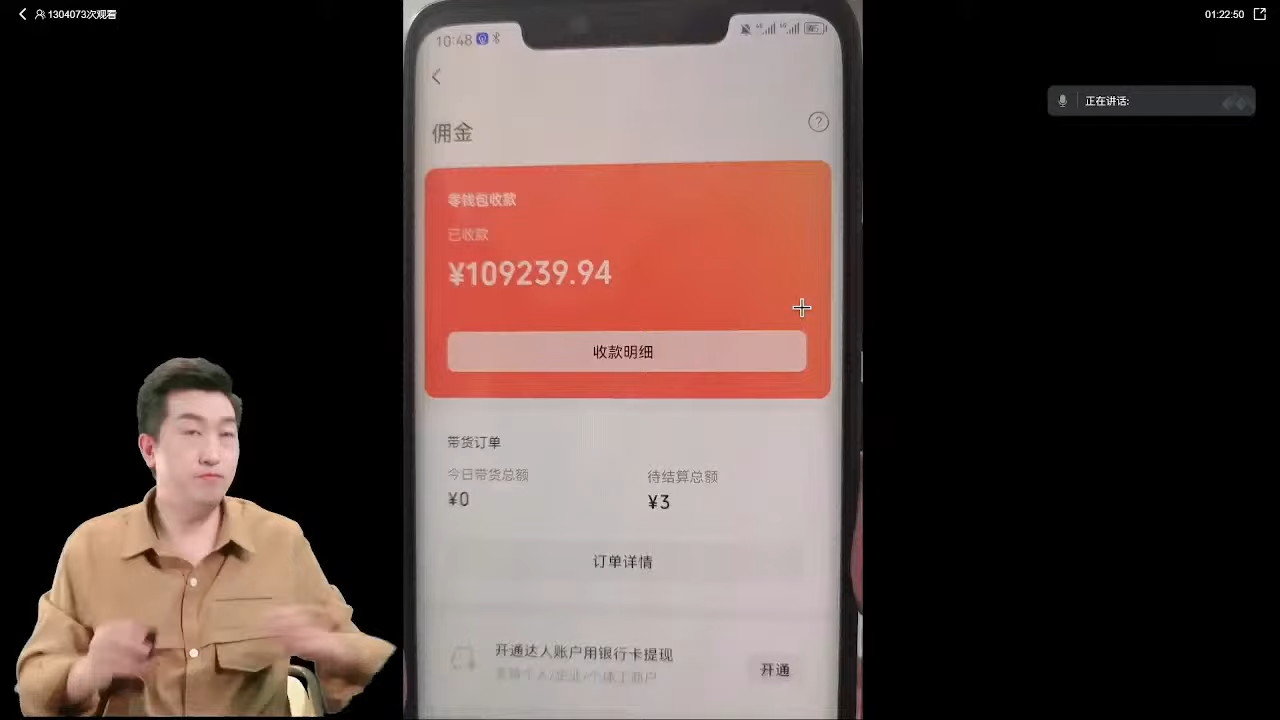 1304073次观看
01:22:50
正在讲话:
10:48
佣金
?
零钱包收款
已收款
¥109239.94
收款明细
带货订单
今日带货总额
待结算总额
¥0
¥3
订单详情
开通达人账户用银行卡提现
开通